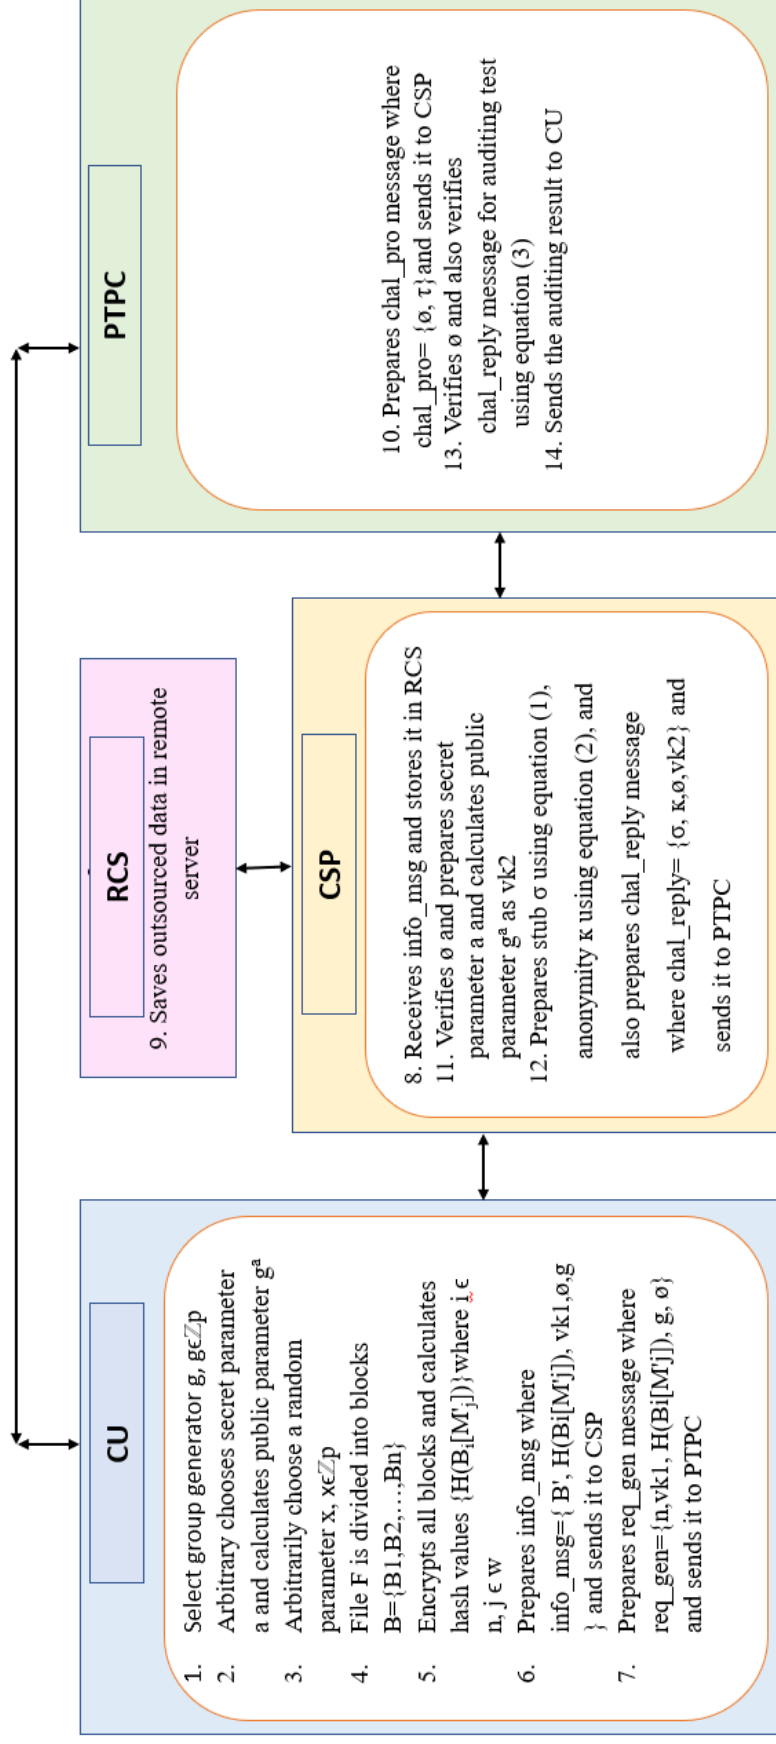 CU
1. Select group generator g, gϵℤp
2. Arbitrary chooses secret parameter
a and calculates public parameter gᵃ
3. Arbitrarily choose a random
parameter x, xϵℤp
4. File F is divided into blocks
B={B1,B2,…,Bn}
5. Encrypts all blocks and calculates
hash values {H(Bᵢ[M'ⱼ])}where i ϵ
n, j ϵ w
6. Prepares info_msg where
info_msg={ B', H(Bi[M'j]), vk1,ø,g
} and sends it to CSP
7. Prepares req_gen message where
req_gen={n,vk1, H(Bi[M'j]), g, ø}
and sends it to PTPC
RCS
9. Saves outsourced data in remote
server
CSP
8. Receives info_msg and stores it in RCS
11. Verifies ø and prepares secret
parameter a and calculates public
parameter gᵃ as vk2
12. Prepares stub σ using equation (1),
anonymity κ using equation (2), and
also prepares chal_reply message
where chal_reply= {σ, κ,ø,vk2} and
sends it to PTPC
PTPC
10. Prepares chal_pro message where
chal_pro= {ø, τ}and sends it to CSP
13. Verifies ø and also verifies
chal_reply message for auditing test
using equation (3)
14. Sends the auditing result to CU